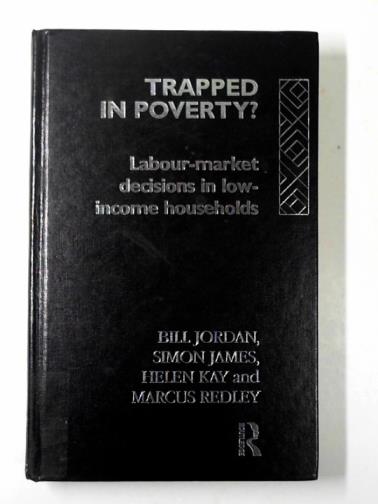 TRAPPED
IN POVERTY?
Labour-market
decisions in low-
income households
BILL JORDAN,
SIMON JAMES,
HELEN KAY and
MARCUS REDLEY
ROUTLEDGE